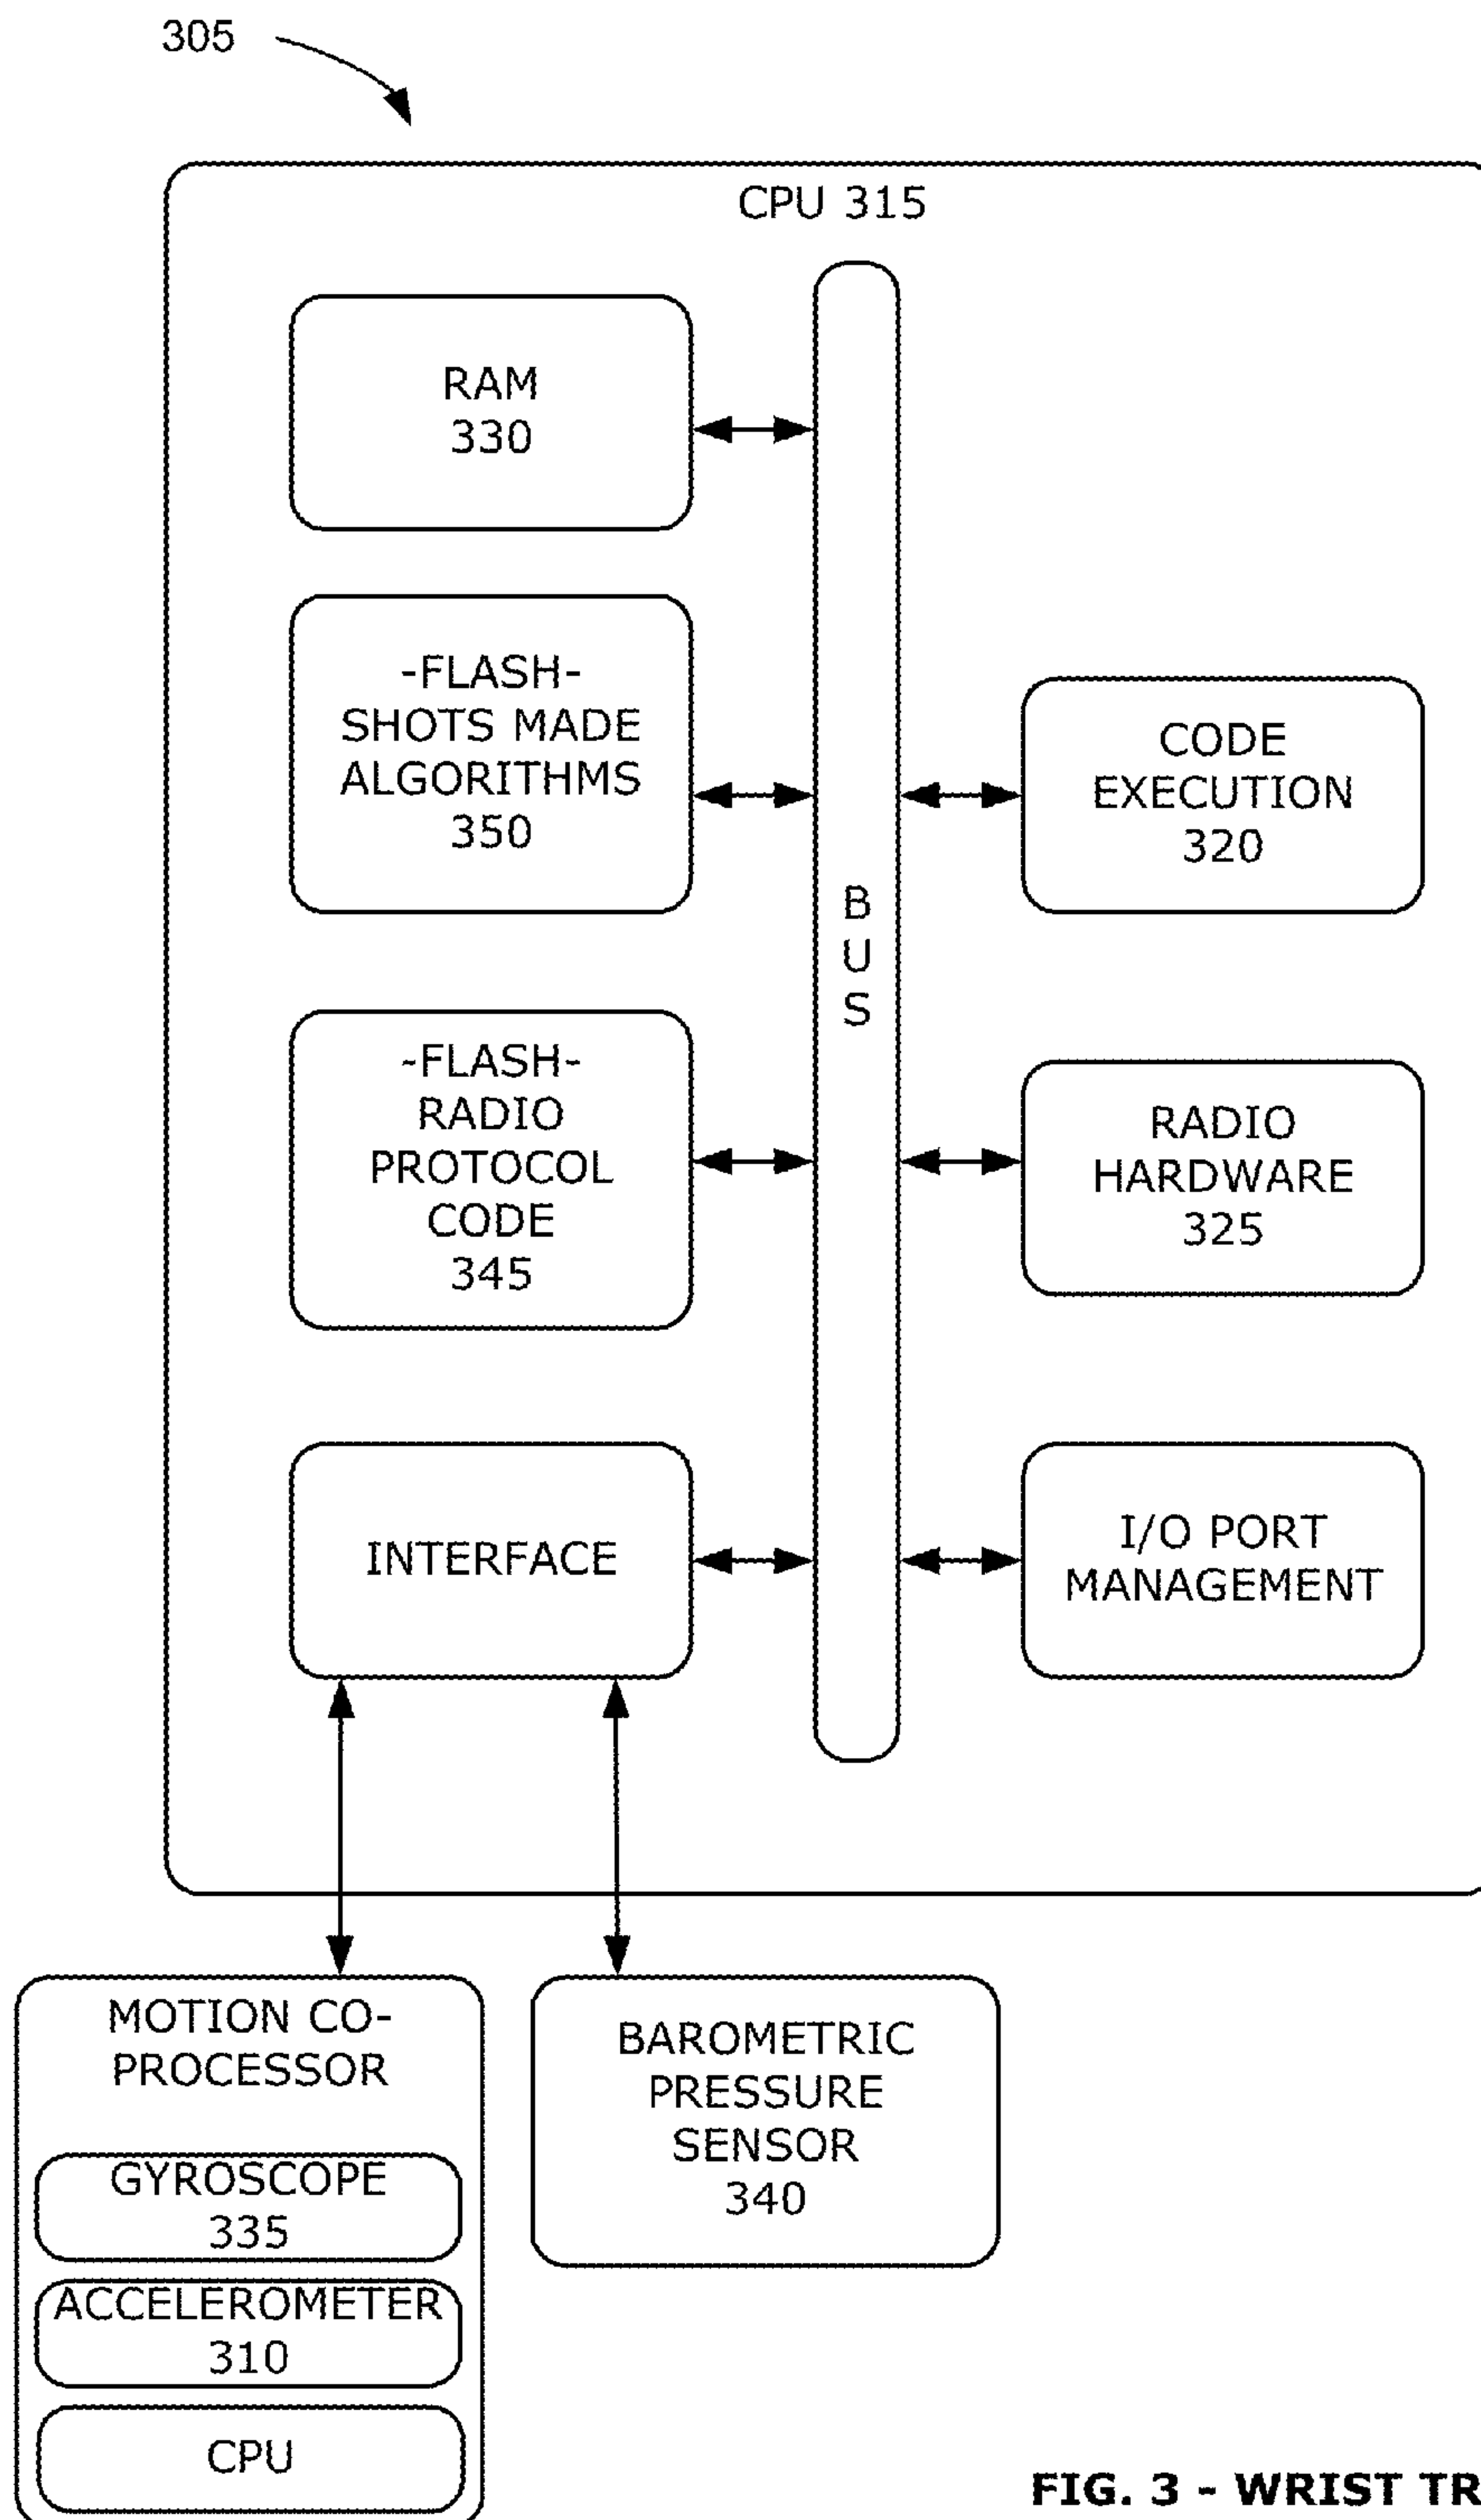 305
CPU 315
RAM
330
-FLASH-
SHOTS MADE
ALGORITHMS
350
-FLASH-
RADIO
PROTOCOL
CODE
345
INTERFACE
B
U
S
CODE
EXECUTION
320
RADIO
HARDWARE
325
I/O PORT
MANAGEMENT
MOTION CO-
PROCESSOR
GYROSCOPE
335
ACCELEROMETER
310
CPU
BAROMETRIC
PRESSURE
SENSOR
340
FIG. 3 - WRIST TR